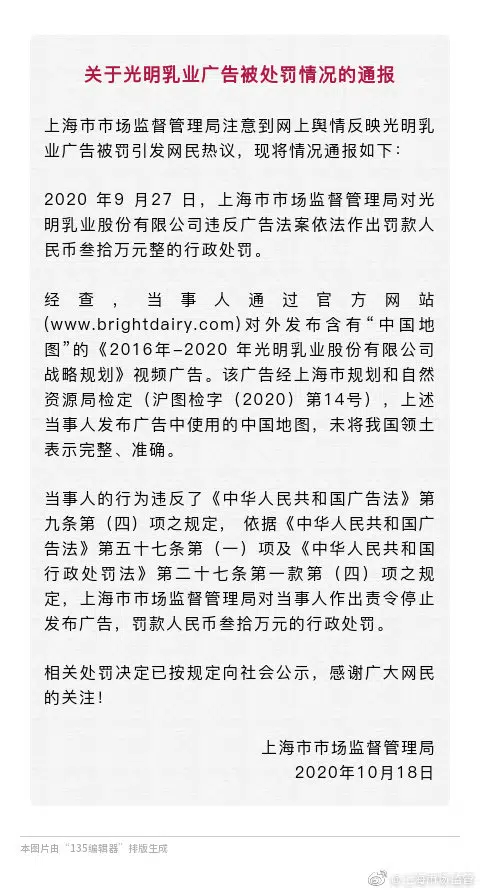 关于光明乳业广告被处罚情况的通报
上海市市场监督管理局注意到网上舆情反映光明乳
业广告被罚引发网民热议，现将情况通报如下：
2020 年9 月27 日，上海市市场监督管理局对光
明乳业股份有限公司违反广告法案依法作出罚款人
民币叁拾万元整的行政处罚。
经查，当事人通过官方网站
(www.brightdairy.com)对外发布含有“中国地
图”的《2016年-2020 年光明乳业股份有限公司
战略规划》视频广告。该广告经上海市规划和自然
资源局检定（沪图检字（2020）第14号），上述
当事人发布广告中使用的中国地图，未将我国领土
表示完整、准确。
当事人的行为违反了《中华人民共和国广告法》第
九条第（四）项之规定， 依据《中华人民共和国广
告法》第五十七条第（一）项及《中华人民共和国
行政处罚法》第二十七条第一款第（四）项之规
定，上海市市场监督管理局对当事人作出责令停止
发布广告，罚款人民币叁拾万元的行政处罚。
相关处罚决定已按规定向社会公示，感谢广大网民
的关注！
上海市市场监督管理局
2020年10月18日
本图片由“135编辑器”排版生成
@上海市场监管